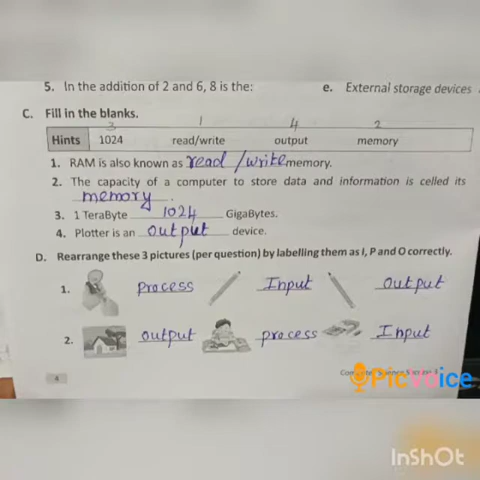 5. In the addition of 2 and 6, 8 is the: e. External storage devices
C. Fill in the blanks.
3 1 4 2
Hints 1024 read/write output memory
1. RAM is also known as read/write memory.
2. The capacity of a computer to store data and information is celled its
memory.
3. 1 TeraByte 1024 GigaBytes.
4. Plotter is an output device.
D. Rearrange these 3 pictures (per question) by labelling them as I, P and O correctly.
1. Process Input Output
2. Output process Input
4
PicVoice
InShOt